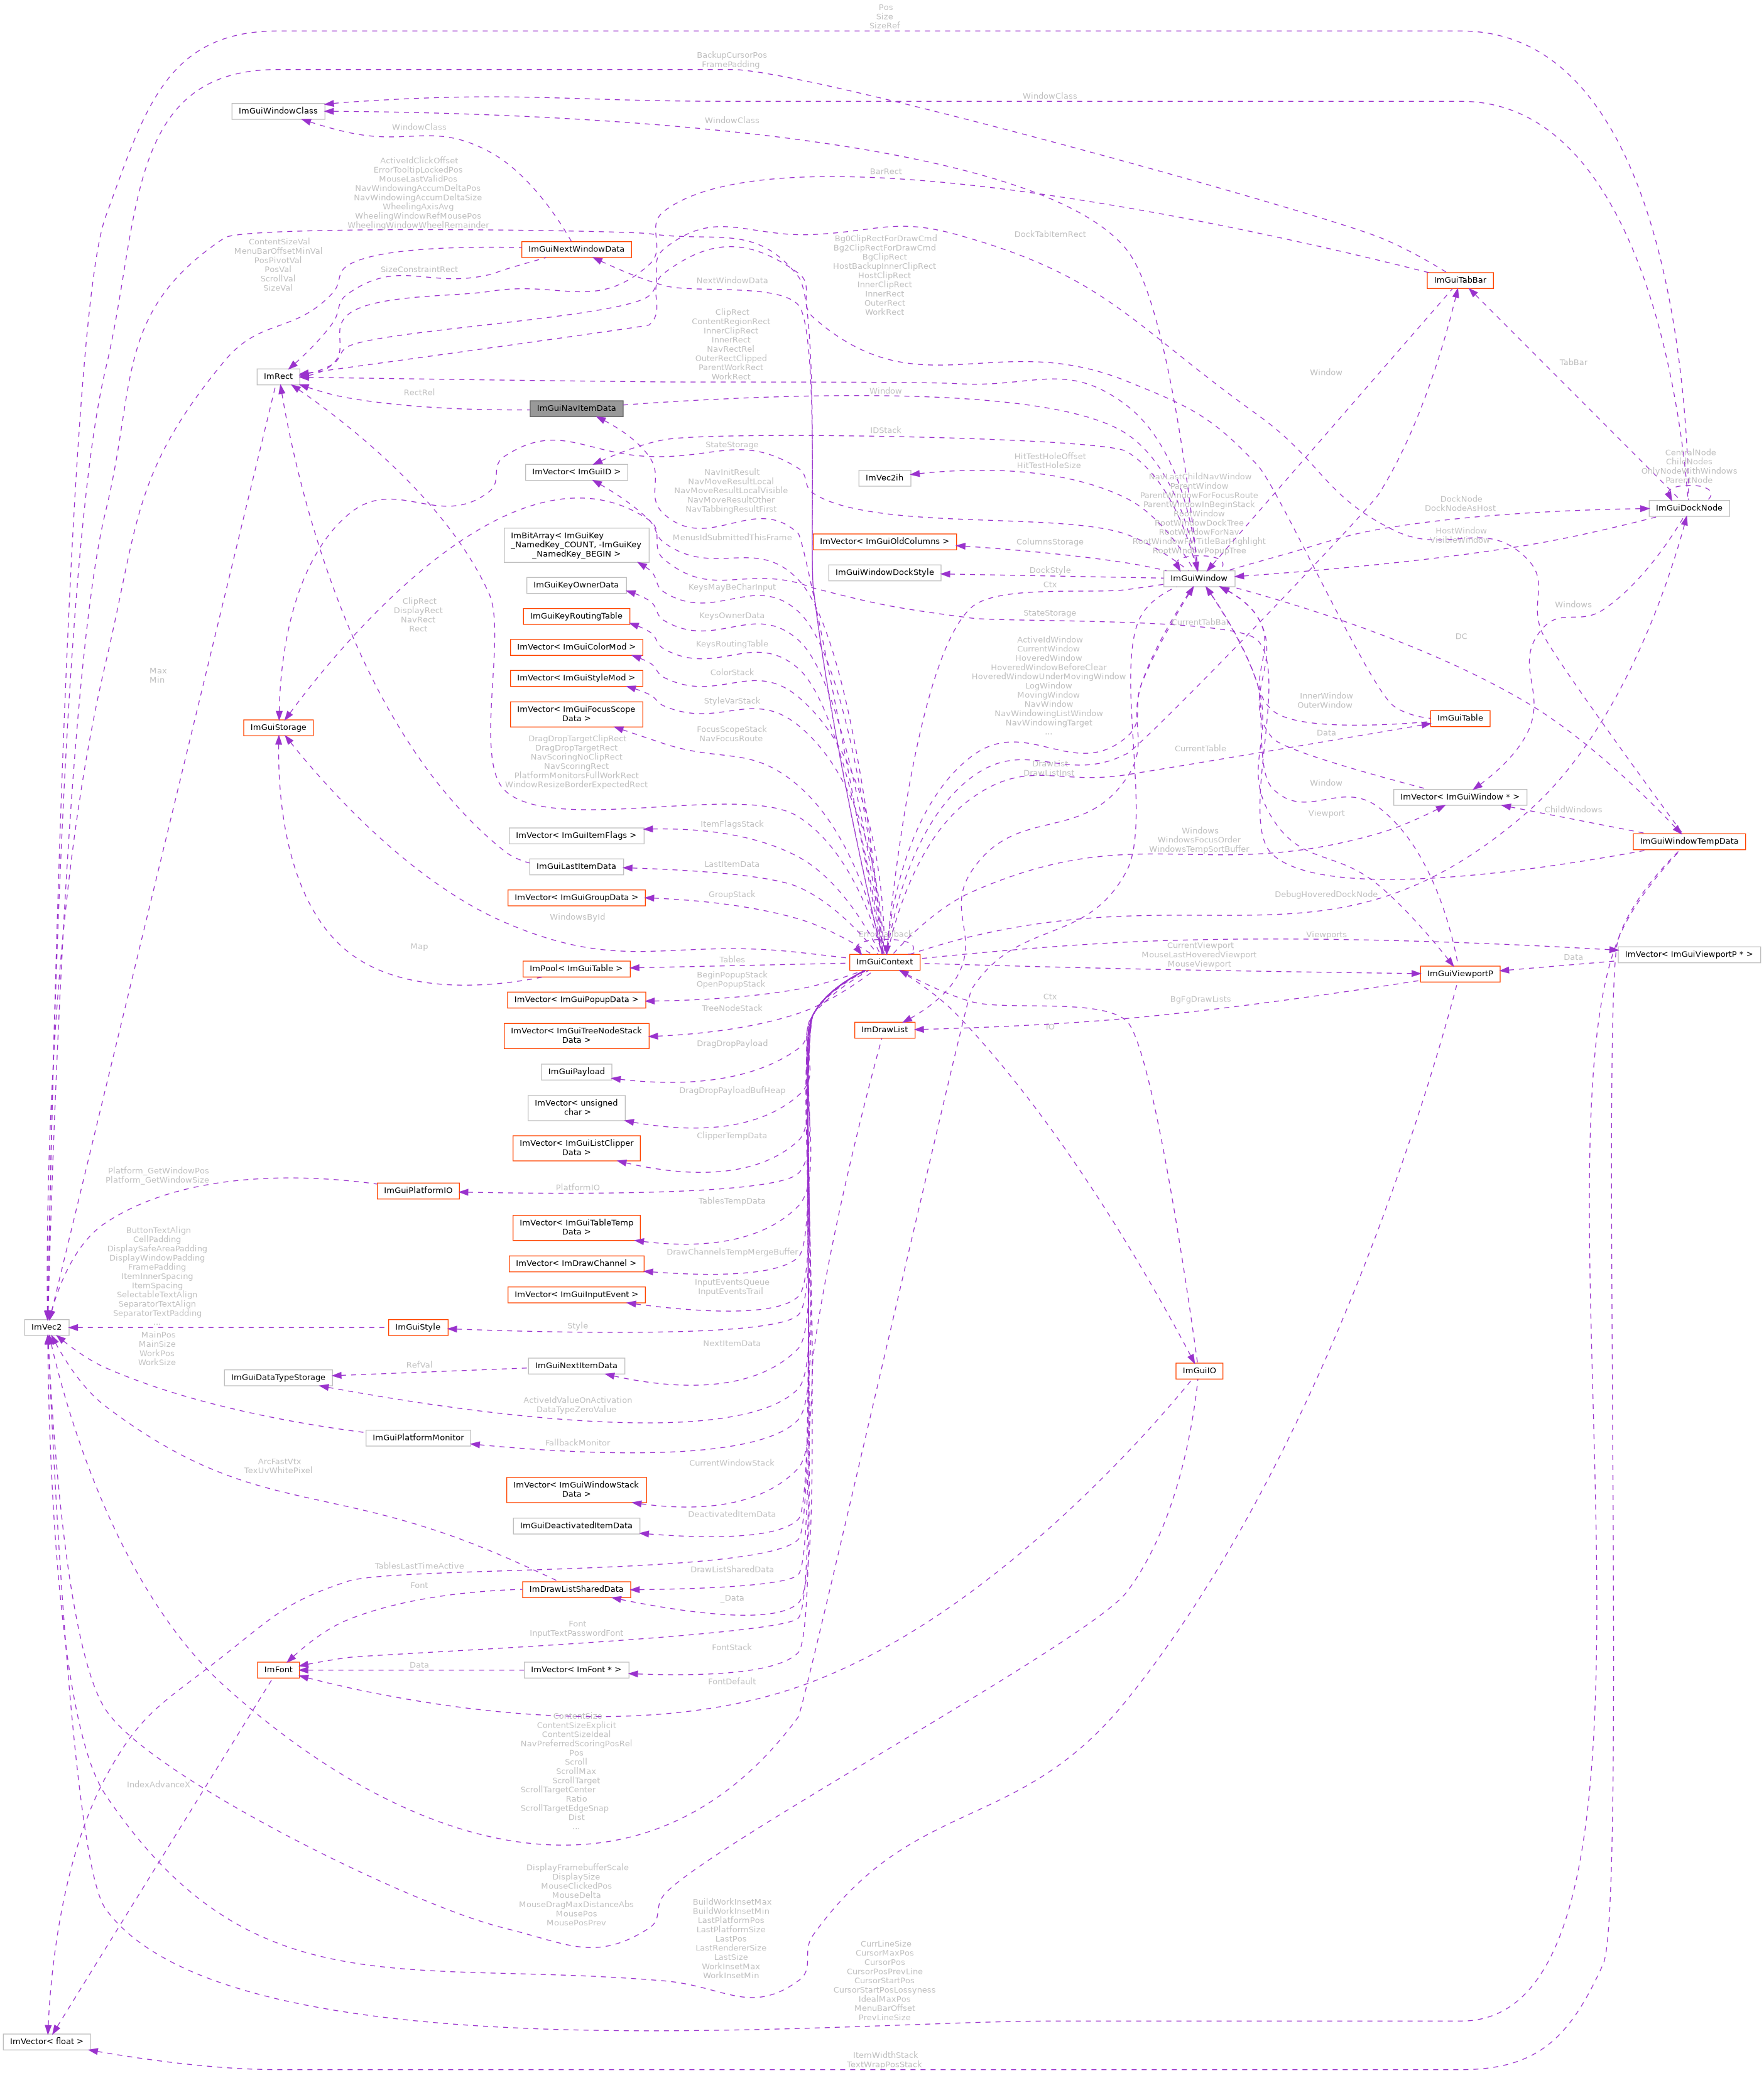 Pos
Size
SizeRef
BackupCursorPos
FramePadding
WindowClass
ImGuiWindowClass
WindowClass
WindowClass
ActiveIdClickOffset
ErrorTooltipLockedPos
MouseLastValidPos
NavWindowingAccumDeltaPos
NavWindowingAccumDeltaSize
WheelingAxisAvg
WheelingWindowRefMousePos
WheelingWindowWheelRemainder
BarRect
DockTabItemRect
ContentSizeVal
MenuBarOffsetMinVal
PosPivotVal
PosVal
ScrollVal
SizeVal
ImGuiNextWindowData
SizeConstraintRect
NextWindowData
Bg0ClipRectForDrawCmd
Bg2ClipRectForDrawCmd
BgClipRect
HostBackupInnerClipRect
HostClipRect
InnerClipRect
InnerRect
OuterRect
WorkRect
ImGuiTabBar
ClipRect
ContentRegionRect
InnerClipRect
InnerRect
NavRectRel
OuterRectClipped
ParentWorkRect
WorkRect
ImRect
RectRel
ImGuiNavItemData
Window
Window
TabBar
IDStack
StateStorage
ImVector< ImGuiID >
NavInitResult
NavMoveResultLocal
NavMoveResultLocalVisible
NavMoveResultOther
NavTabbingResultFirst
ImVec2ih
HitTestHoleOffset
HitTestHoleSize
NavLastChildNavWindow
ParentWindow
ParentWindowForFocusRoute
ParentWindowInBeginStack
RootWindow
RootWindowDockTree
RootWindowForNav
RootWindowForTitleBarHighlight
RootWindowPopupTree
CentralNode
ChildNodes
OnlyNodeWithWindows
ParentNode
ImGuiDockNode
DockNode
DockNodeAsHost
HostWindow
VisibleWindow
ImBitArray< ImGuiKey
_NamedKey_COUNT, -ImGuiKey
_NamedKey_BEGIN >
MenusIdSubmittedThisFrame
ImVector< ImGuiOldColumns >
ColumnsStorage
ImGuiWindowDockStyle
DockStyle
ImGuiWindow
Ctx
ImGuiKeyOwnerData
KeysMayBeCharInput
ClipRect
DisplayRect
NavRect
Rect
ImGuiKeyRoutingTable
KeysOwnerData
StateStorage
CurrentTabBar
Windows
KeysRoutingTable
ImVector< ImGuiColorMod >
ColorStack
DC
ActiveIdWindow
CurrentWindow
HoveredWindow
HoveredWindowBeforeClear
HoveredWindowUnderMovingWindow
LogWindow
MovingWindow
NavWindow
NavWindowingListWindow
NavWindowingTarget
...
Max
Min
ImVector< ImGuiStyleMod >
StyleVarStack
InnerWindow
OuterWindow
ImVector< ImGuiFocusScope
Data >
FocusScopeStack
NavFocusRoute
ImGuiTable
ImGuiStorage
Data
DragDropTargetClipRect
DragDropTargetRect
NavScoringNoClipRect
NavScoringRect
PlatformMonitorsFullWorkRect
WindowResizeBorderExpectedRect
CurrentTable
DrawList
DrawListInst
Window
ImVector< ImGuiWindow * >
ChildWindows
Viewport
ItemFlagsStack
ImVector< ImGuiItemFlags >
Windows
WindowsFocusOrder
WindowsTempSortBuffer
ImGuiWindowTempData
ImGuiLastItemData
LastItemData
ImVector< ImGuiGroupData >
GroupStack
DebugHoveredDockNode
WindowsById
Map
ErrorCallback
Viewports
ImVector< ImGuiViewportP * >
ImGuiContext
Tables
ImPool< ImGuiTable >
CurrentViewport
MouseLastHoveredViewport
MouseViewport
Data
ImGuiViewportP
BeginPopupStack
OpenPopupStack
ImVector< ImGuiPopupData >
TreeNodeStack
Ctx
BgFgDrawLists
ImVector< ImGuiTreeNodeStack
Data >
ImDrawList
IO
DragDropPayload
ImGuiPayload
DragDropPayloadBufHeap
ImVector< unsigned
char >
ClipperTempData
ImVector< ImGuiListClipper
Data >
Platform_GetWindowPos
Platform_GetWindowSize
ImGuiPlatformIO
PlatformIO
TablesTempData
ImVector< ImGuiTableTemp
Data >
ButtonTextAlign
CellPadding
DisplaySafeAreaPadding
DisplayWindowPadding
FramePadding
ItemInnerSpacing
ItemSpacing
SelectableTextAlign
SeparatorTextAlign
SeparatorTextPadding
...
DrawChannelsTempMergeBuffer
ImVector< ImDrawChannel >
InputEventsQueue
InputEventsTrail
ImVector< ImGuiInputEvent >
ImVec2
ImGuiStyle
Style
MainPos
MainSize
WorkPos
WorkSize
NextItemData
RefVal
ImGuiNextItemData
ImGuiDataTypeStorage
ImGuiIO
ActiveIdValueOnActivation
DataTypeZeroValue
ImGuiPlatformMonitor
FallbackMonitor
ArcFastVtx
TexUvWhitePixel
CurrentWindowStack
ImVector< ImGuiWindowStack
Data >
DeactivatedItemData
ImGuiDeactivatedItemData
TablesLastTimeActive
DrawListSharedData
Font
ImDrawListSharedData
_Data
Font
InputTextPasswordFont
FontStack
ImFont
Data
ImVector< ImFont * >
FontDefault
ContentSize
ContentSizeExplicit
ContentSizeIdeal
NavPreferredScoringPosRel
Pos
Scroll
ScrollMax
ScrollTarget
ScrollTargetCenter
Ratio
ScrollTargetEdgeSnap
Dist
...
IndexAdvanceX
DisplayFramebufferScale
DisplaySize
MouseClickedPos
MouseDelta
MouseDragMaxDistanceAbs
MousePos
MousePosPrev
BuildWorkInsetMax
BuildWorkInsetMin
LastPlatformPos
LastPlatformSize
LastPos
LastRendererSize
LastSize
WorkInsetMax
WorkInsetMin
CurrLineSize
CursorMaxPos
CursorPos
CursorPosPrevLine
CursorStartPos
CursorStartPosLossyness
IdealMaxPos
MenuBarOffset
PrevLineSize
ImVector< float >
ItemWidthStack
TextWrapPosStack